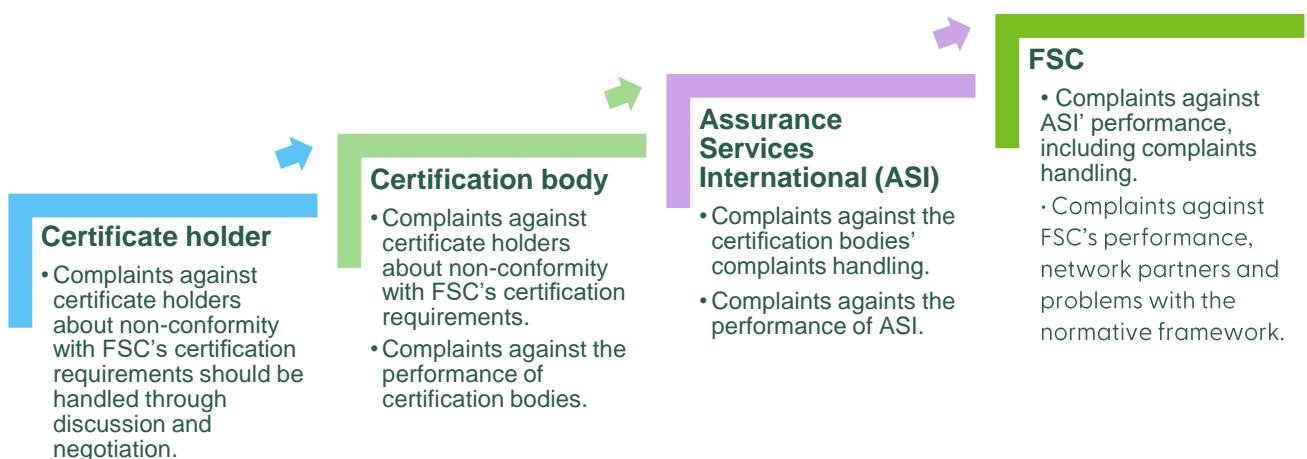 Certificate holder
• Complaints against
certificate holders
about non-conformity
with FSC's certification
requirements should be
handled through
discussion and
negotiation.
Certification body
• Complaints against
certificate holders
about non-conformity
with FSC's certification
requirements.
• Complaints against the
performance of
certification bodies.
Assurance
Services
International (ASI)
• Complaints against the
certification bodies'
complaints handling.
• Complaints againts the
performance of ASI.
FSC
• Complaints against
ASI' performance,
including complaints
handling.
· Complaints against
FSC's performance,
network partners and
problems with the
normative framework.